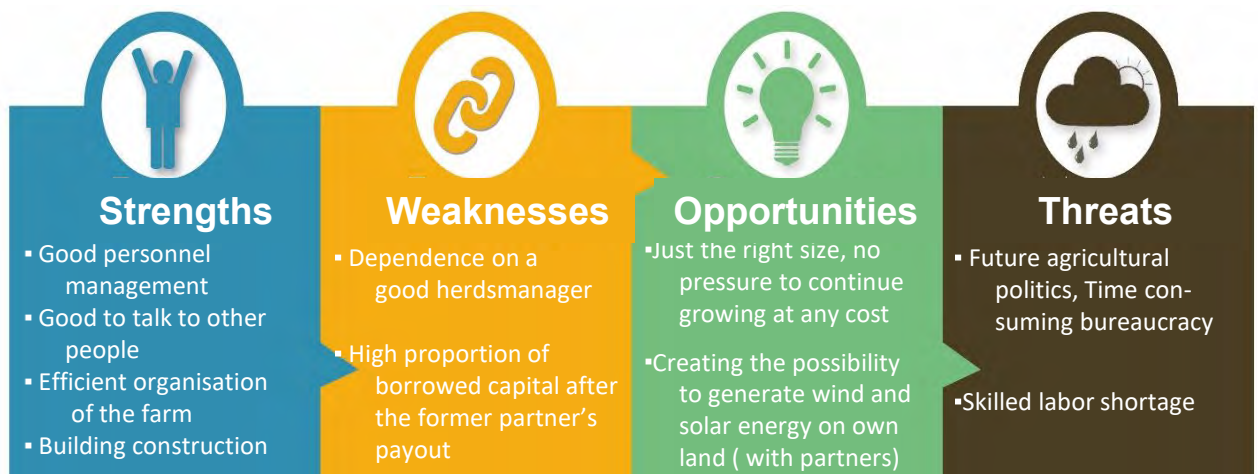 Strengths
▪ Good personnel
management
▪ Good to talk to other
people
▪ Efficient organisation
of the farm
▪ Building construction
Weaknesses
▪ Dependence on a
good herdsmanager
▪ High proportion of
borrowed capital after
the former partner’s
payout
Opportunities
▪Just the right size, no
pressure to continue
growing at any cost
▪Creating the possibility
to generate wind and
solar energy on own
land ( with partners)
Threats
▪ Future agricultural
politics, Time con-
suming bureaucracy
▪Skilled labor shortage